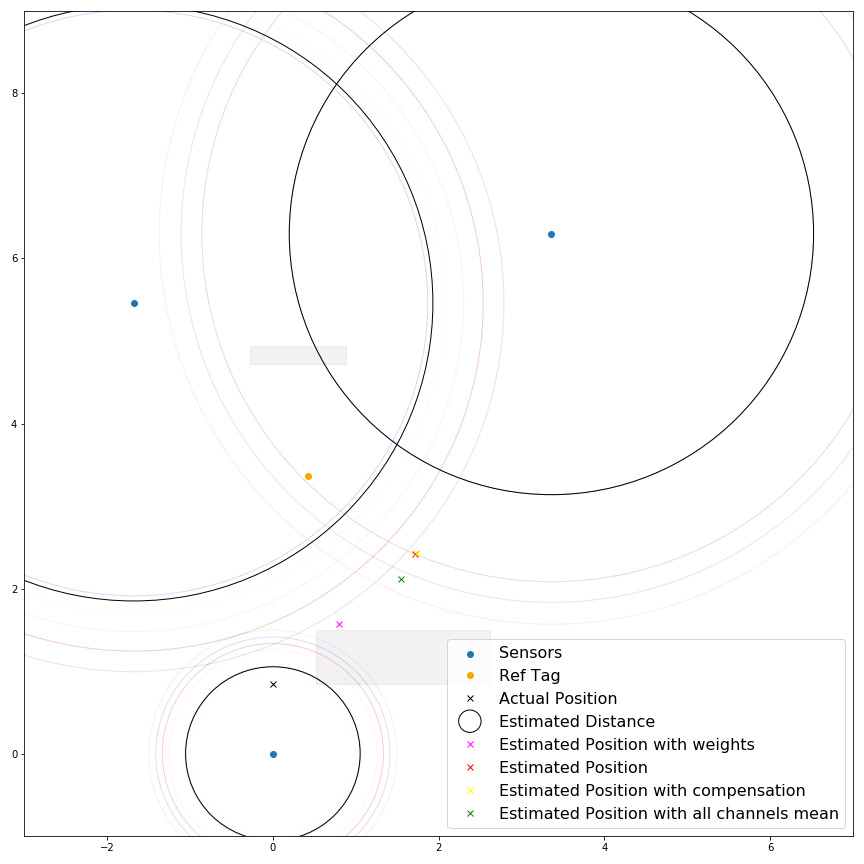 8
6
4
2
0
−2
0
2
4
6
Sensors
Ref Tag
Actual Position
Estimated Distance
Estimated Position with weights
Estimated Position
Estimated Position with compensation
Estimated Position with all channels mean